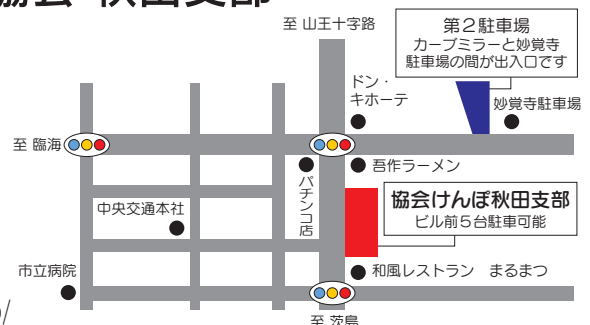 協会 秋田支部
至 山王十字路
第2駐車場
カーブミラーと妙覚寺
駐車場の間が出入口です
ドン・
キホーテ
妙覚寺駐車場
至 臨海
吾作ラーメン
パチンコ店
協会けんぽ秋田支部
ビル前5台駐車可能
中央交通本社
市立病院
和風レストラン まるまつ
至 茨島